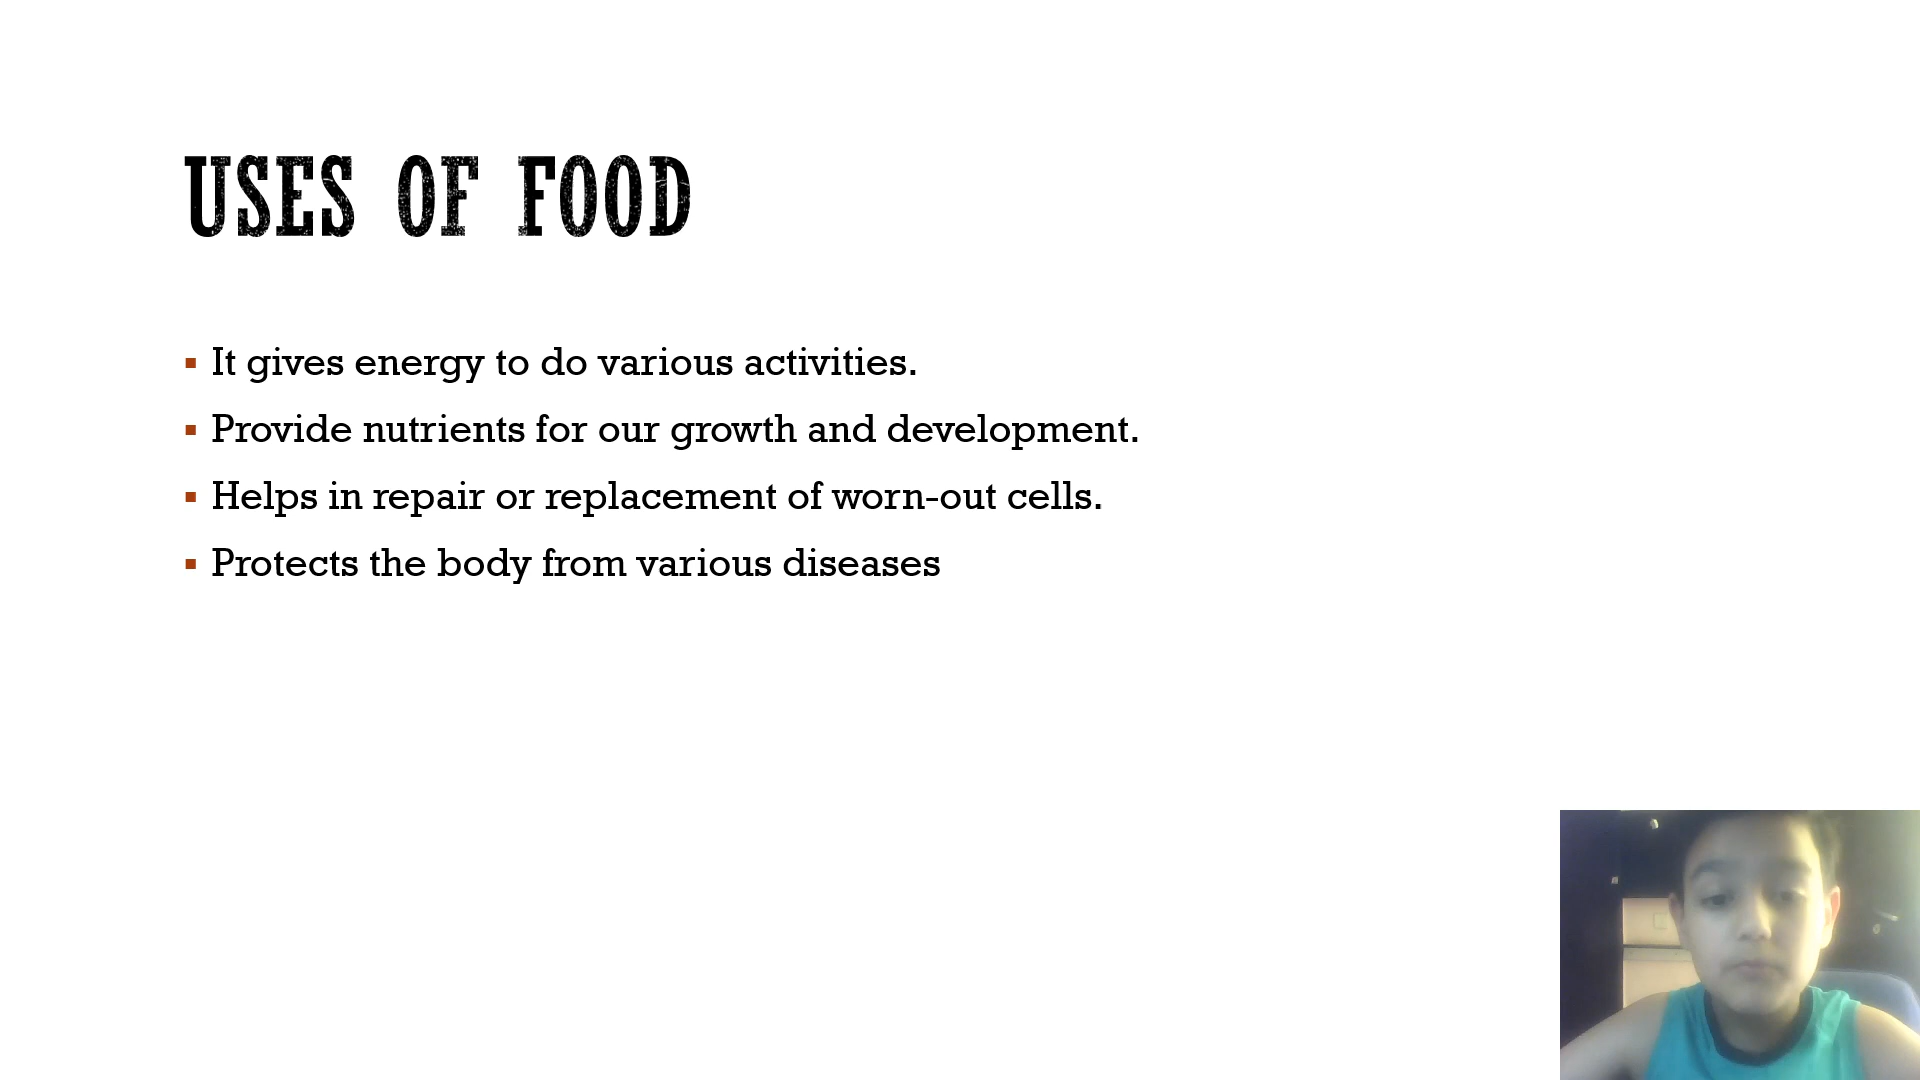 USES OF FOOD
▪ It gives energy to do various activities.
▪ Provide nutrients for our growth and development.
▪ Helps in repair or replacement of worn-out cells.
▪ Protects the body from various diseases